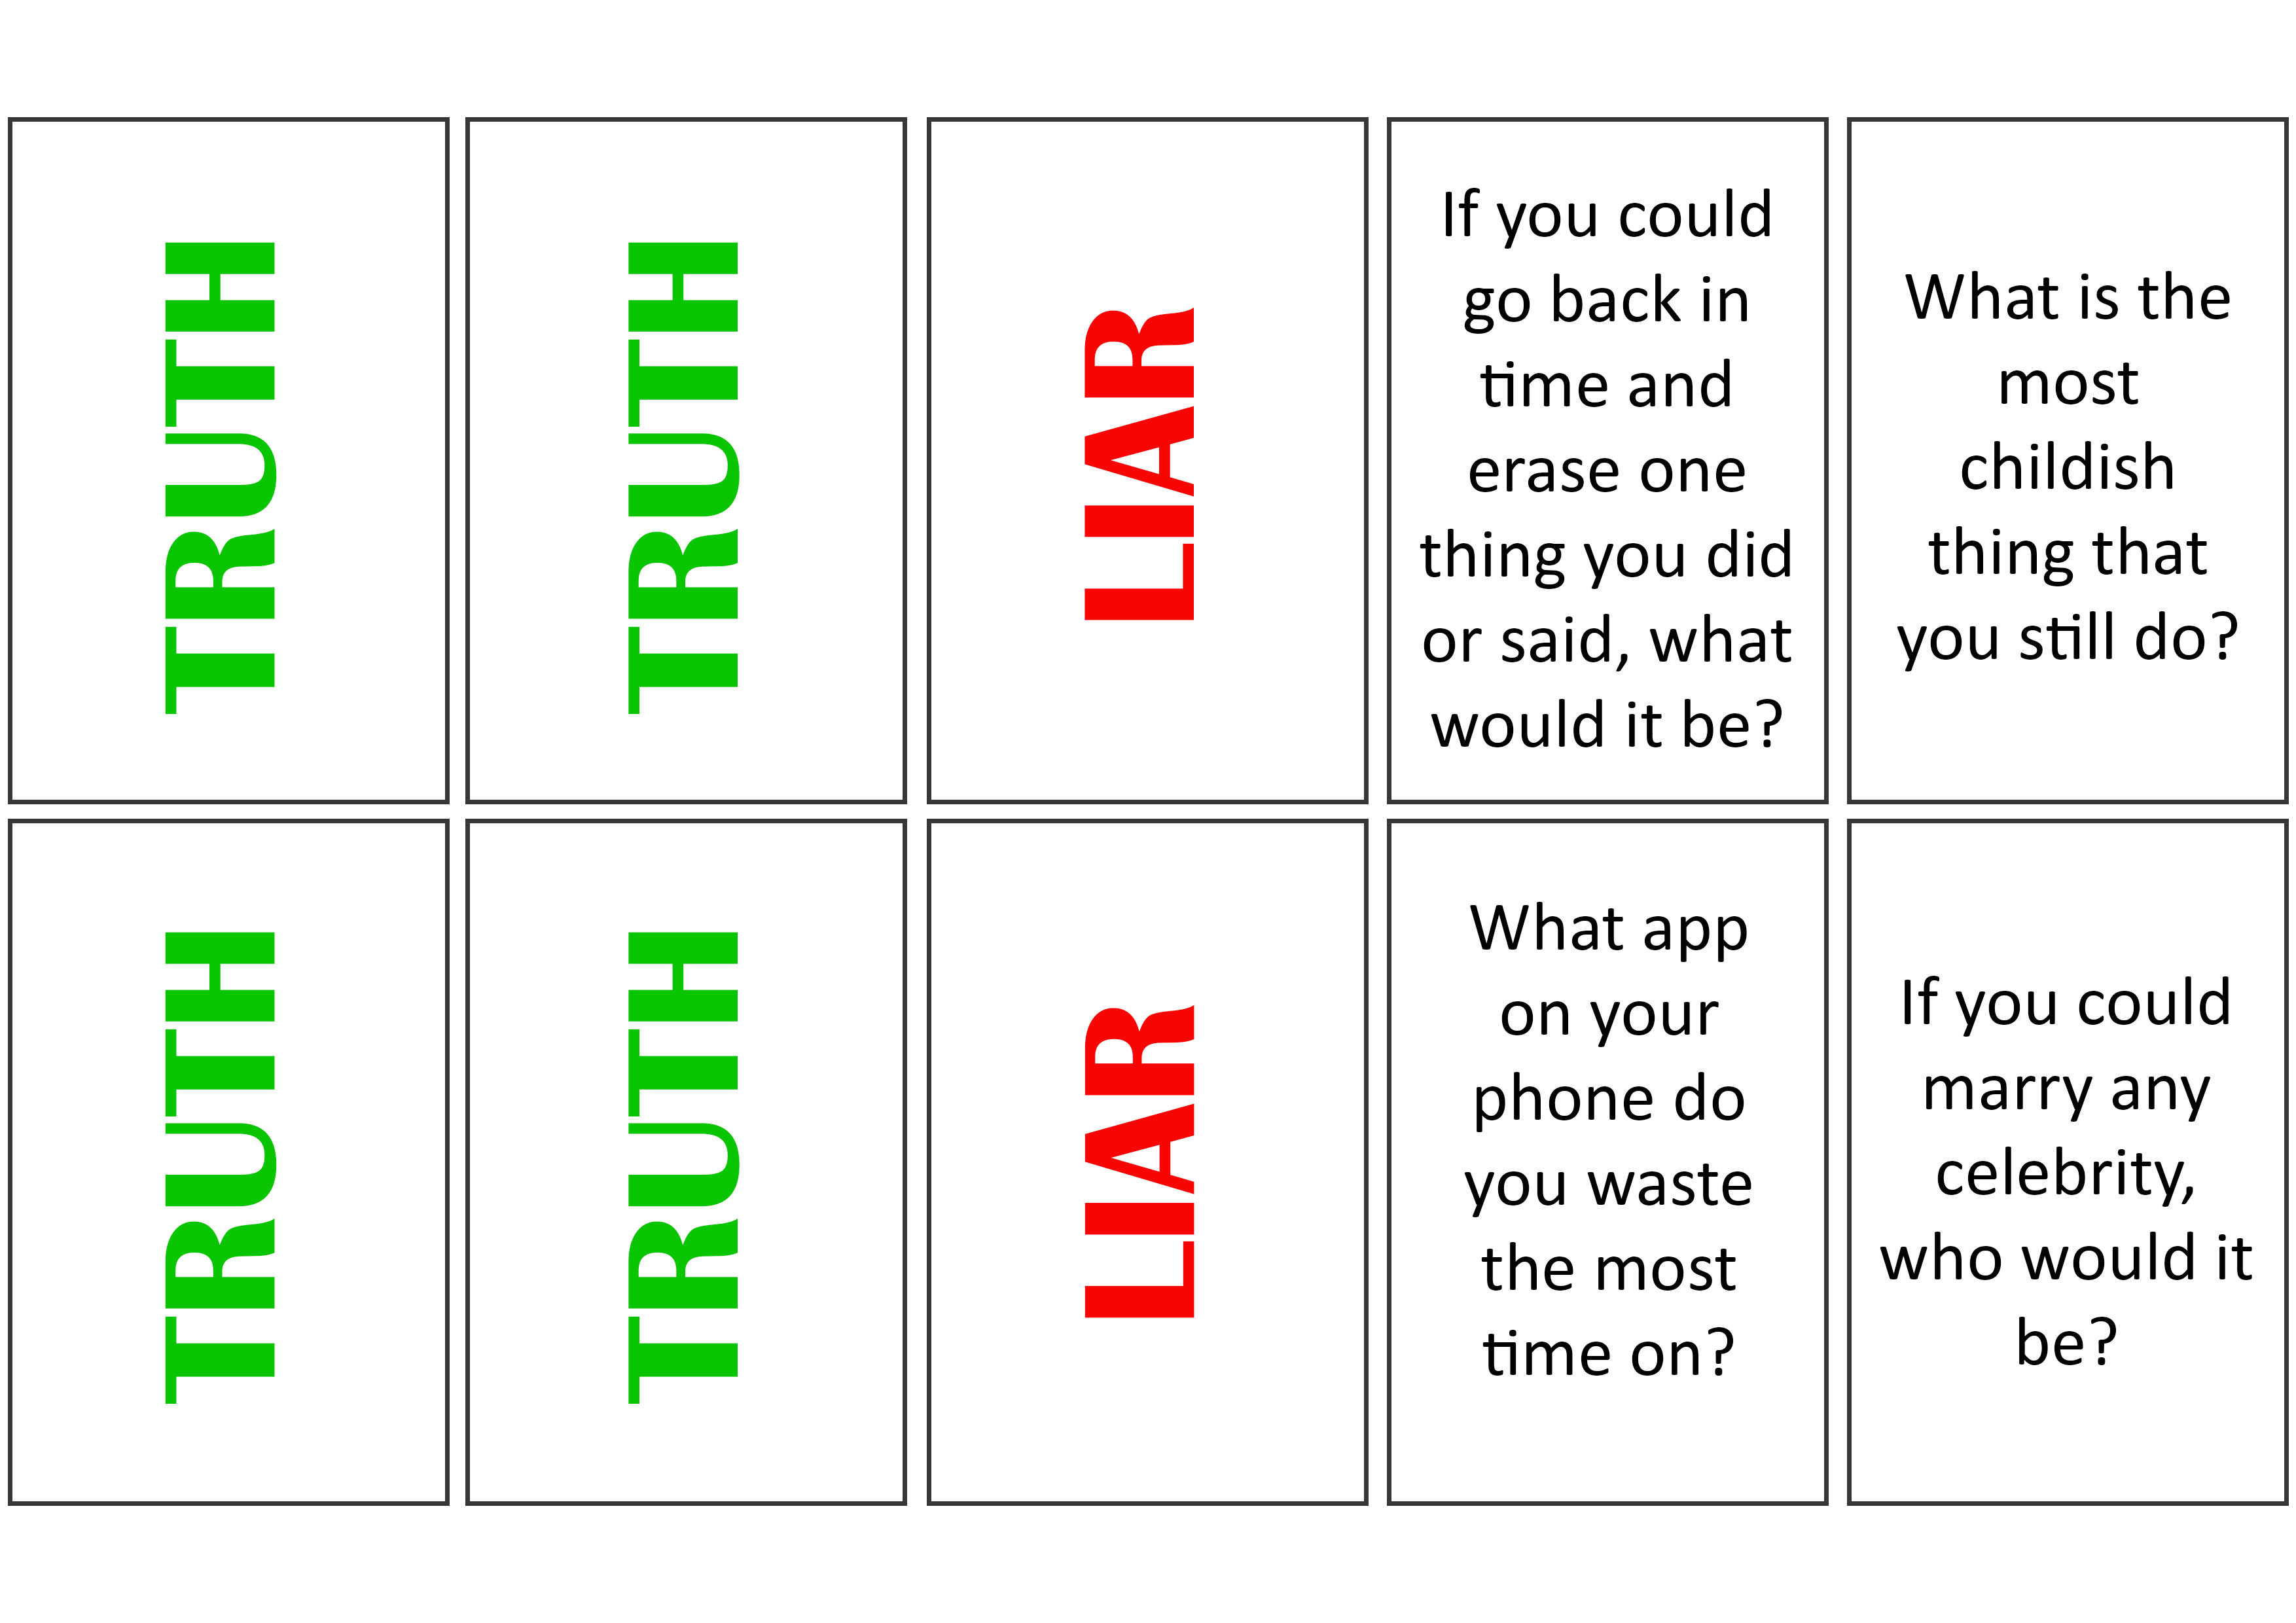 TRUTH
TRUTH
LIAR
If you could
go back in
time and
erase one
thing you did
or said, what
would it be?
What is the
most
childish
thing that
you still do?
TRUTH
TRUTH
LIAR
What app
on your
phone do
you waste
the most
time on?
If you could
marry any
celebrity,
who would it
be?